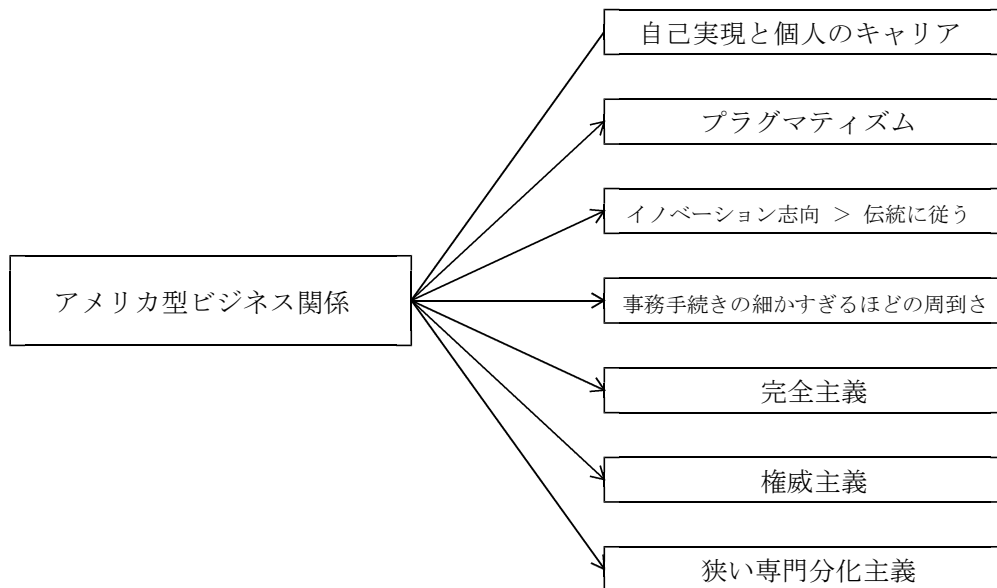 自己実現と個人のキャリア
プラグマティズム
イノベーション志向 > 伝統に従う
アメリカ型ビジネス関係
事務手続きの細かすぎるほどの周到さ
完全主義
権威主義
狭い専門分化主義